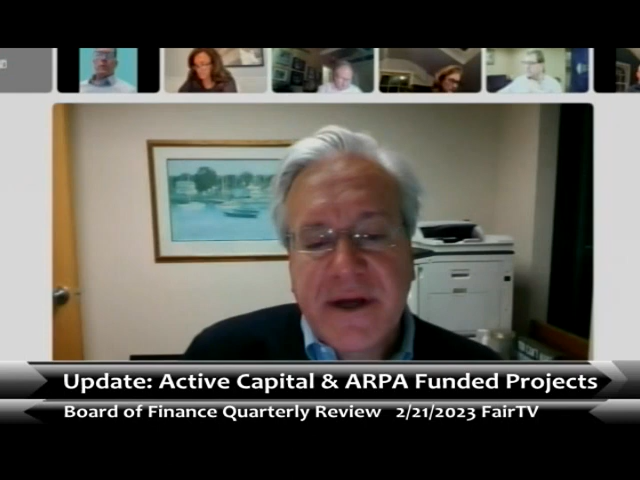 Update: Active Capital & ARPA Funded Projects
Board of Finance Quarterly Review 2/21/2023 FairTV